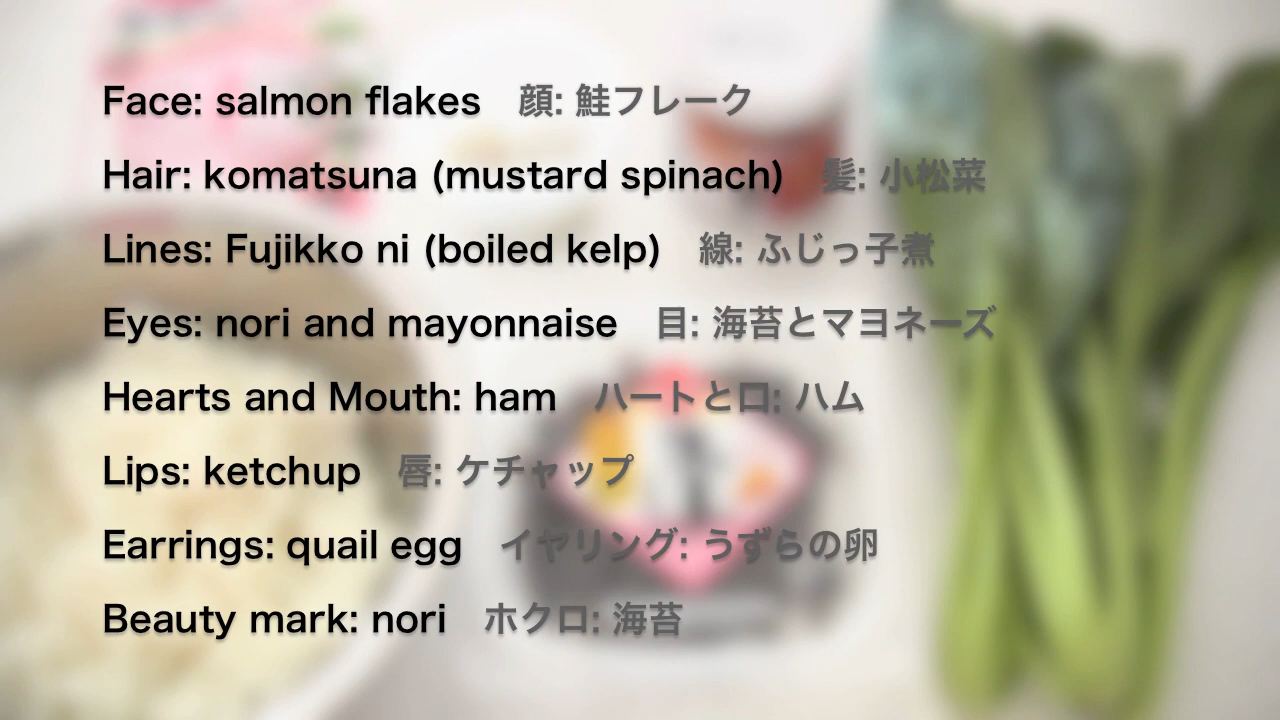 Face: salmon flakes 顔: 鮭フレーク
Hair: komatsuna (mustard spinach) 髪: 小松菜
Lines: Fujikko ni (boiled kelp) 線: ふじっ子煮
Eyes: nori and mayonnaise 目: 海苔とマヨネーズ
Hearts and Mouth: ham ハートと口: ハム
Lips: ketchup 唇: ケチャップ
Earrings: quail egg イヤリング: うずらの卵
Beauty mark: nori ホクロ: 海苔